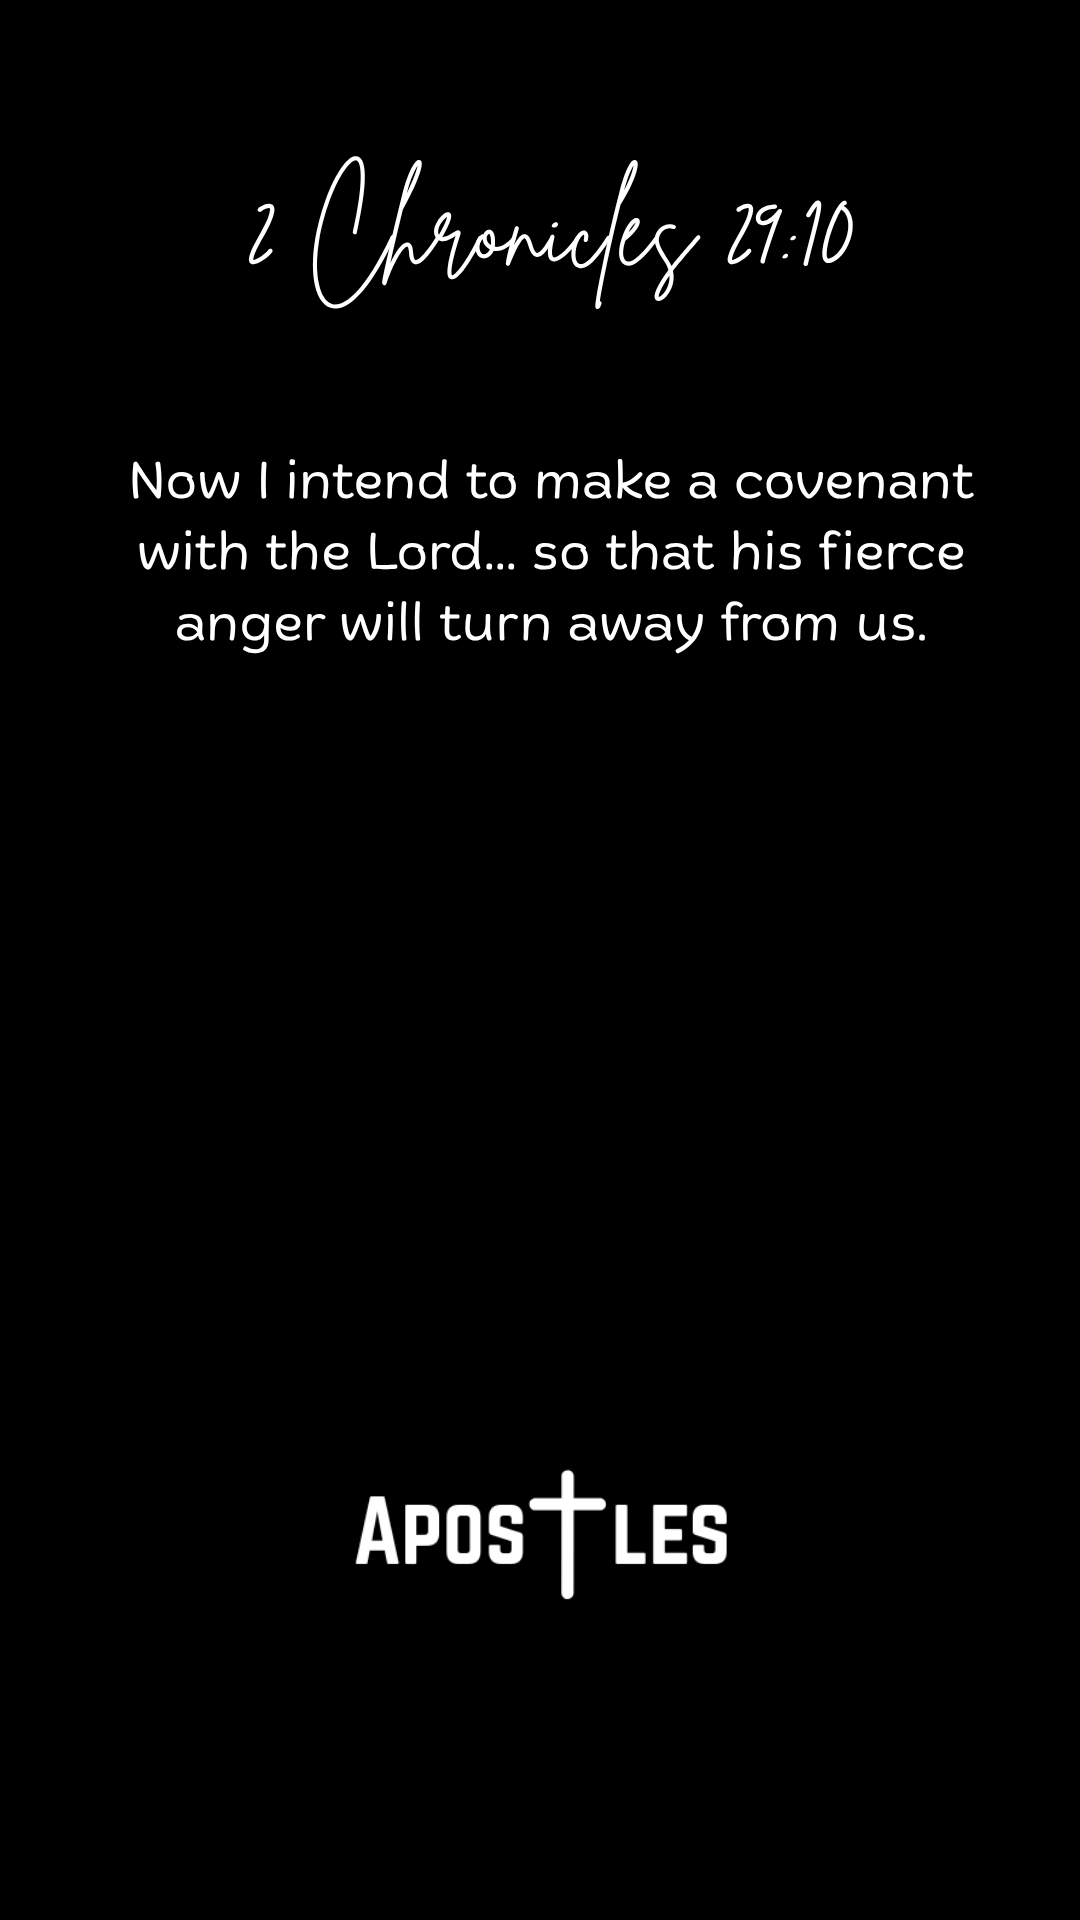 2 Chronicles 29:10
Now I intend to make a covenant
with the Lord... so that his fierce
anger will turn away from us.
APOSTLES